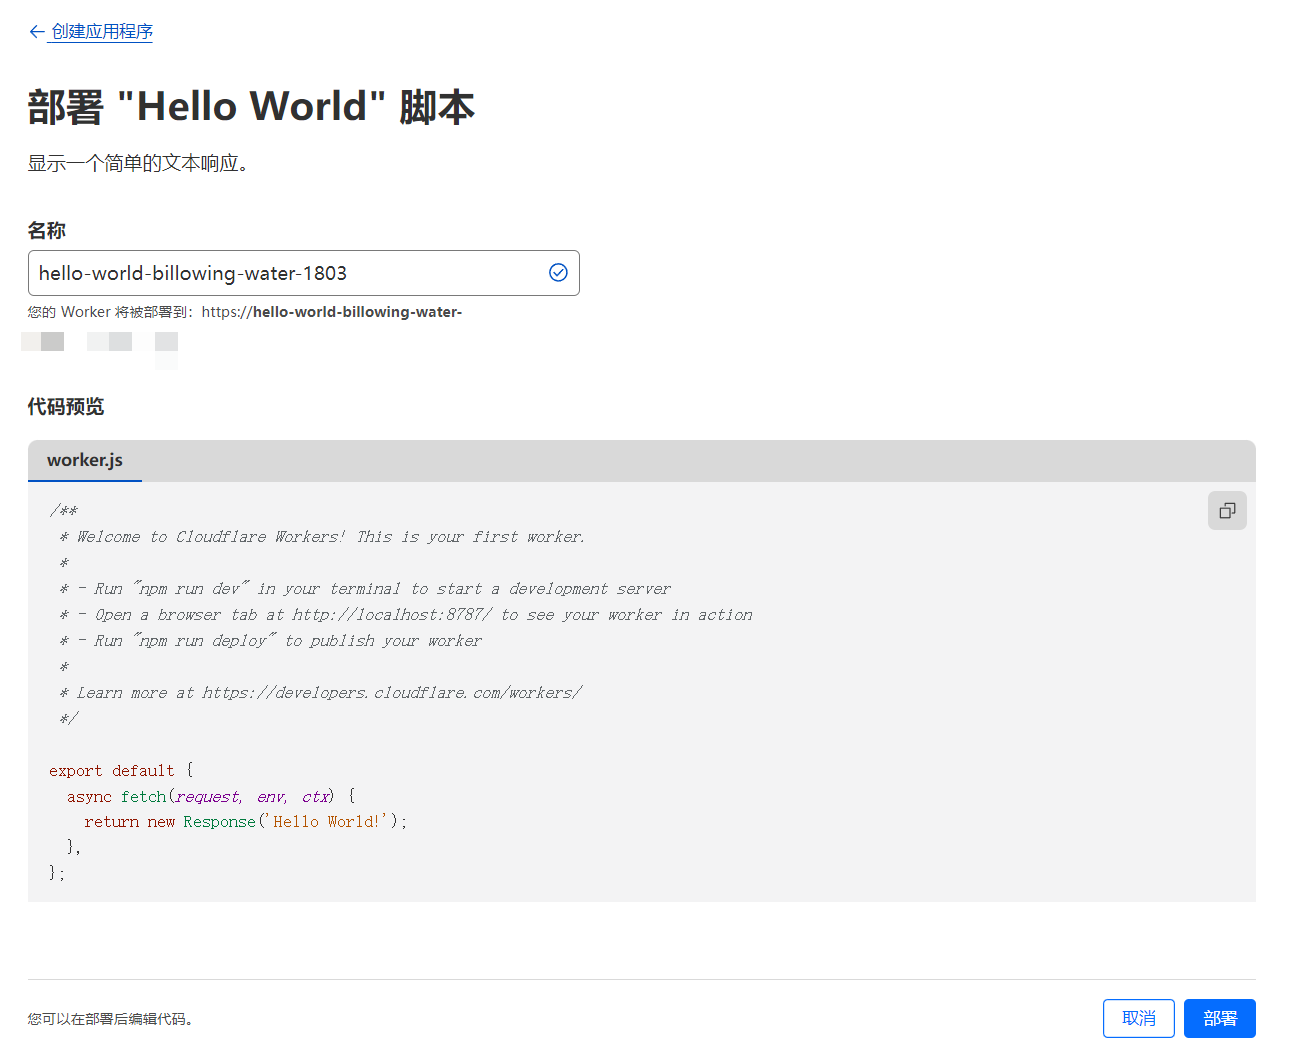 ← 创建应用程序
部署 "Hello World" 脚本
显示一个简单的文本响应。
名称
hello-world-billowing-water-1803
您的 Worker 将被部署到：https://hello-world-billowing-water-
代码预览
worker.js
/**
 * Welcome to Cloudflare Workers! This is your first worker.
 *
 * - Run "npm run dev" in your terminal to start a development server
 * - Open a browser tab at http://localhost:8787/ to see your worker in action
 * - Run "npm run deploy" to publish your worker
 *
 * Learn more at https://developers.cloudflare.com/workers/
 */
export default {
  async fetch(request, env, ctx) {
    return new Response('Hello World!');
  },
};
您可以在部署后编辑代码。
取消
部署